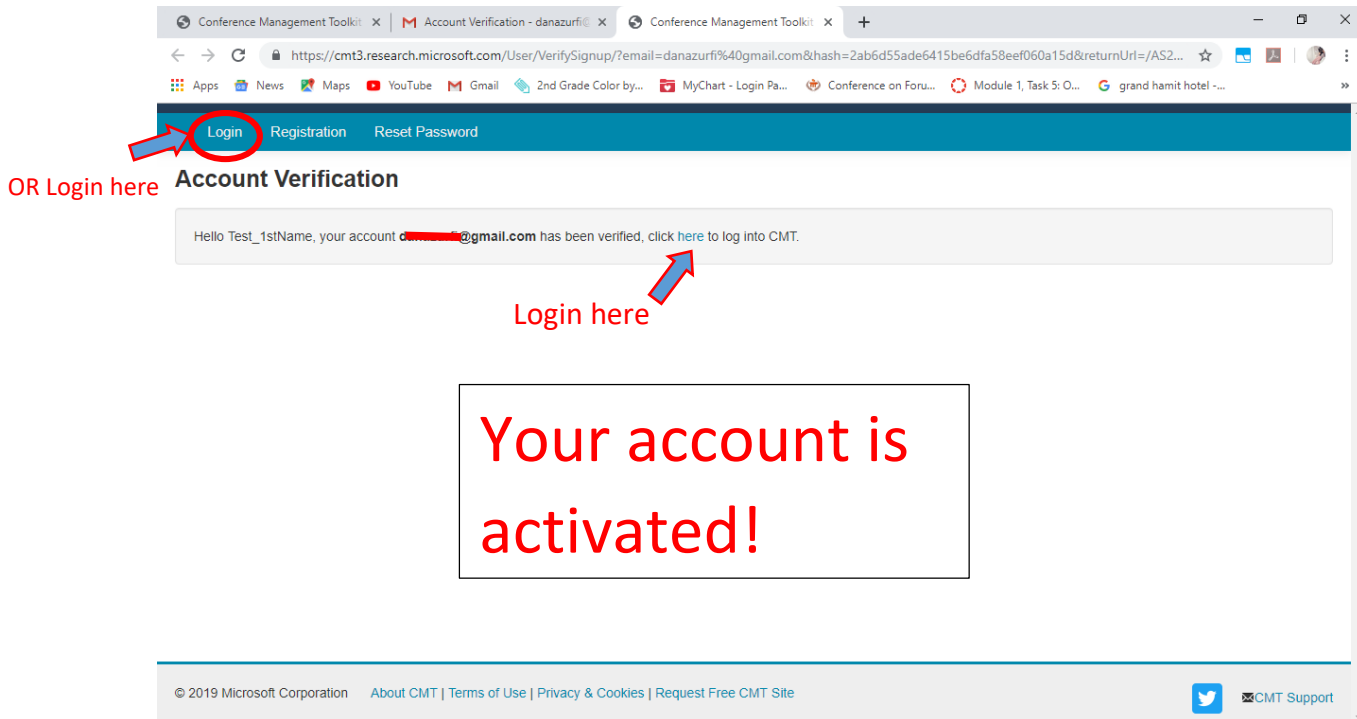 Conference Management Toolkit
Account Verification - danazurfi@
Conference Management Toolkit
https://cmt3.research.microsoft.com/User/VerifySignup/?email=danazurfi%40gmail.com&hash=2ab6d55ade6415be6dfa58eef060a15d&returnUrl=/AS2...
Apps News Maps YouTube Gmail 2nd Grade Color by... MyChart - Login Pa... Conference on Foru... Module 1, Task 5: O... grand hamit hotel -... »
Login Registration Reset Password
OR Login here
Account Verification
Hello Test_1stName, your account @gmail.com has been verified, click here to log into CMT.
Login here
Your account is
activated!
© 2019 Microsoft Corporation About CMT | Terms of Use | Privacy & Cookies | Request Free CMT Site
CMT Support